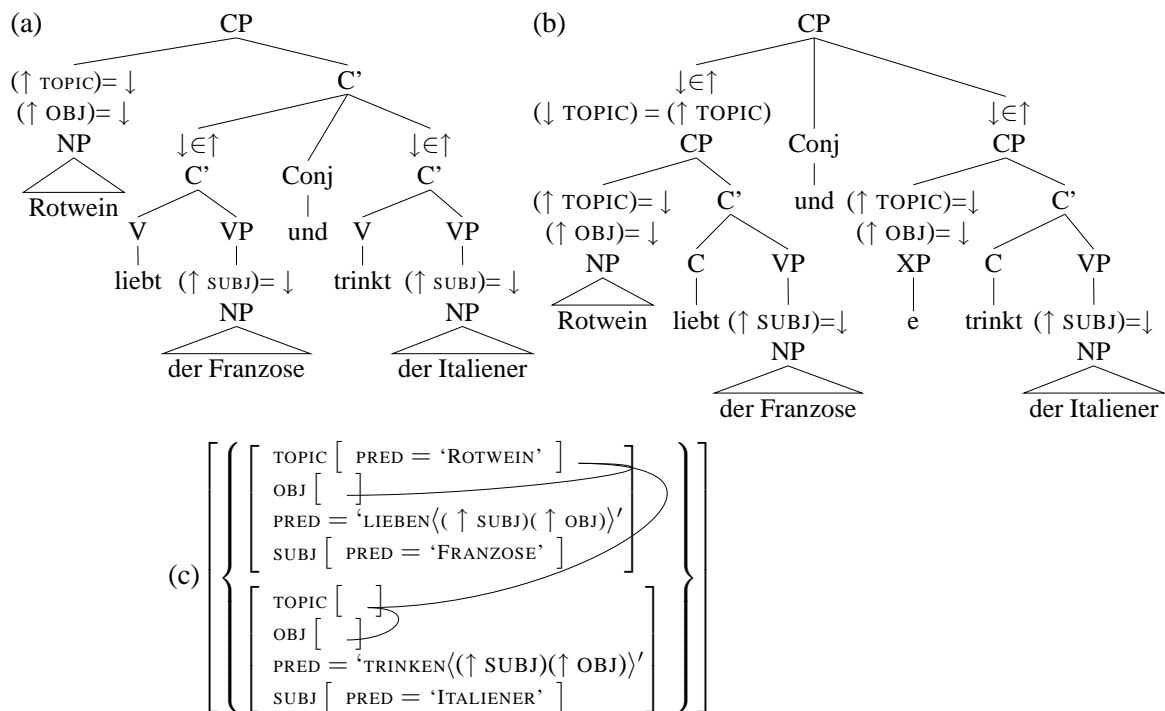 (a) CP
(↑ TOPIC)= ↓ C'
(↑ OBJ)= ↓
NP
↓∈↑ ↓∈↑
C' Conj C'
Rotwein
V VP und V VP
liebt (↑ SUBJ)= ↓ trinkt (↑ SUBJ)= ↓
NP NP
der Franzose der Italiener
(b) CP
↓∈↑ ↓∈↑
(↓ TOPIC) = (↑ TOPIC)
CP Conj CP
(↑ TOPIC)= ↓ C' und (↑ TOPIC)= ↓ C'
(↑ OBJ)= ↓ (↑ OBJ)= ↓
NP C VP XP C VP
Rotwein liebt (↑ SUBJ)=↓ e trinkt (↑ SUBJ)=↓
NP NP
der Franzose der Italiener
(c)
TOPIC [ PRED = ‘ROTWEIN’ ]
OBJ [ ]
PRED = ‘LIEBEN⟨( ↑ SUBJ)( ↑ OBJ)⟩′
SUBJ [ PRED = ‘FRANZOSE’ ]
TOPIC [ ]
OBJ [ ]
PRED = ‘TRINKEN⟨(↑ SUBJ)(↑ OBJ)⟩′
SUBJ [ PRED = ‘ITALIENER’ ]